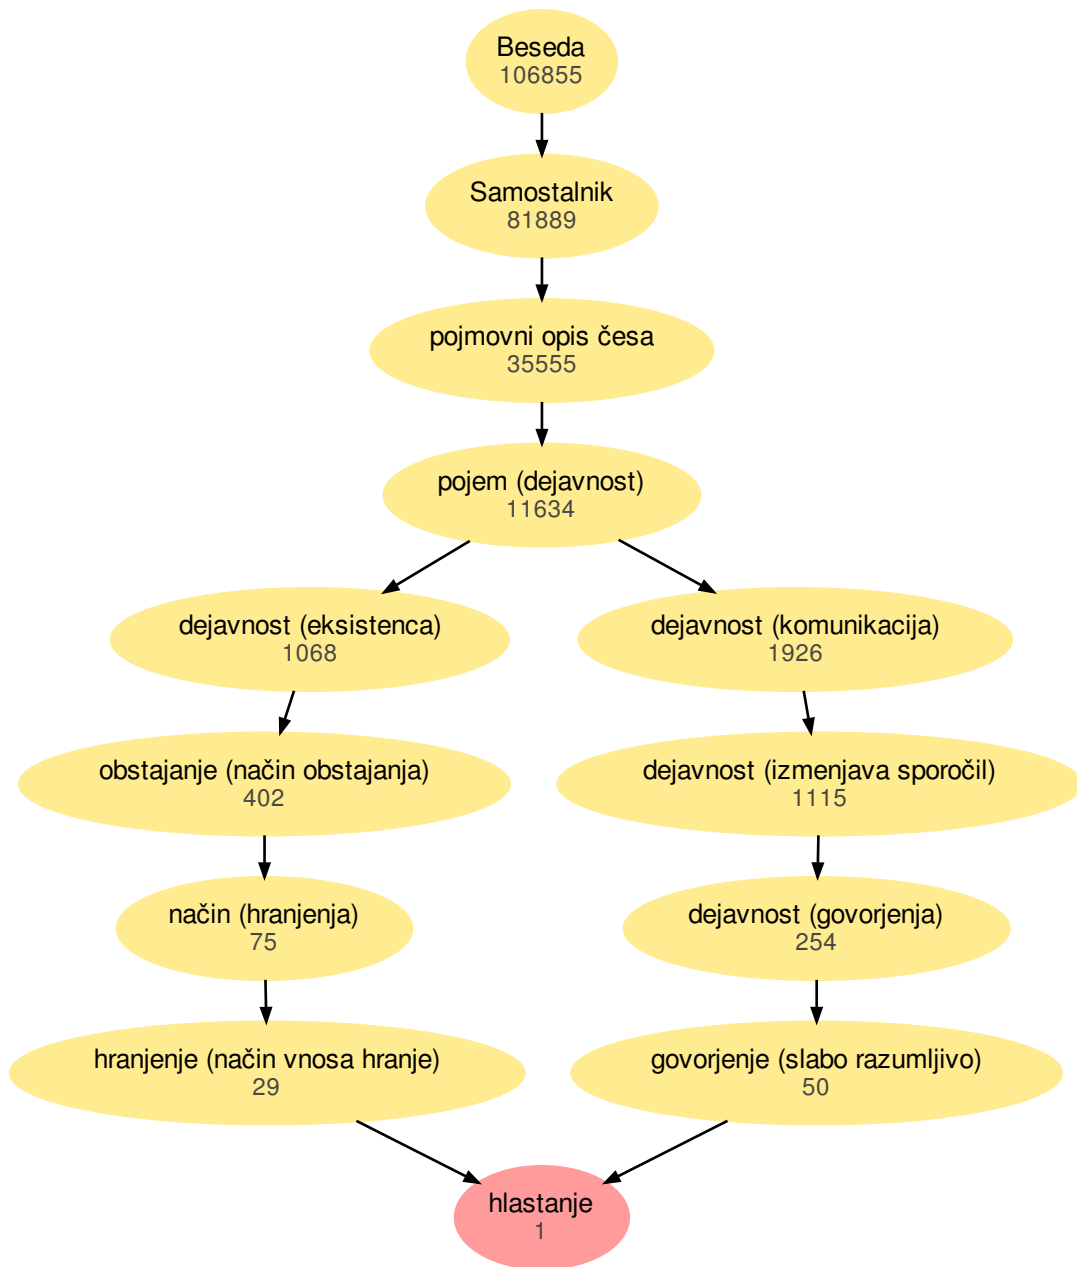 Beseda
106855
Samostalnik
81889
pojmovni opis česa
35555
pojem (dejavnost)
11634
dejavnost (eksistenca)
1068
dejavnost (komunikacija)
1926
obstajanje (način obstajanja)
402
dejavnost (izmenjava sporočil)
1115
način (hranjenja)
75
dejavnost (govorjenja)
254
hranjenje (način vnosa hranje)
29
govorjenje (slabo razumljivo)
50
hlastanje
1